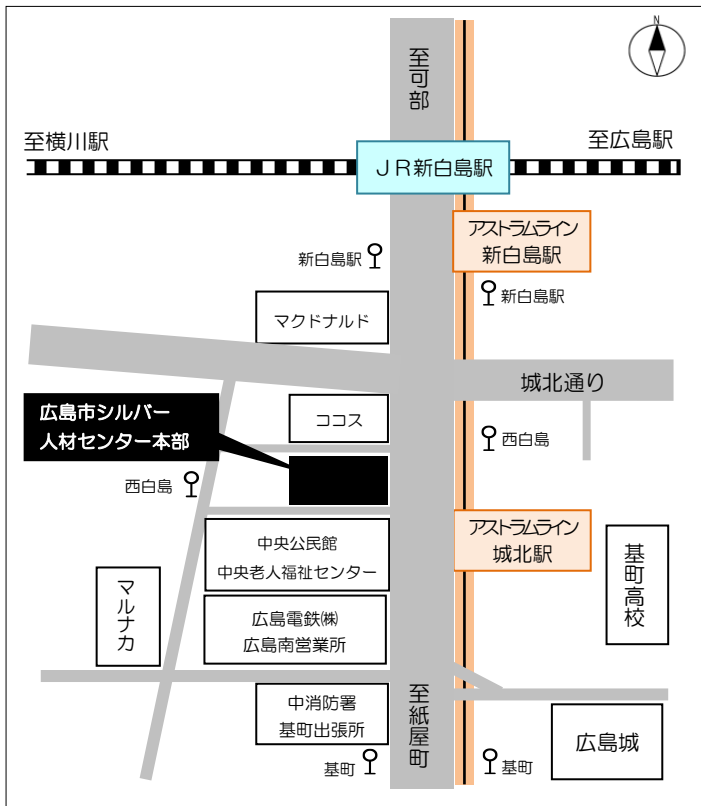 N
至可部
至横川駅
至広島駅
JR新白島駅
アストラムライン
新白島駅
新白島駅
新白島駅
マクドナルド
城北通り
広島市シルバー
人材センター本部
ココス
西白島
西白島
アストラムライン
城北駅
中央公民館
中央老人福祉センター
基町高校
マルナカ
広島電鉄㈱
広島南営業所
至紙屋町
中消防署
基町出張所
広島城
基町
基町